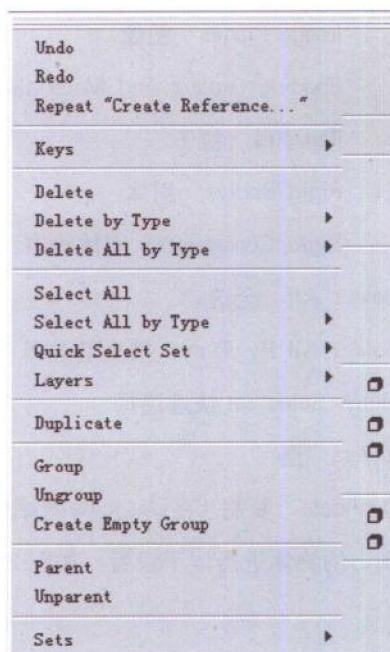 Undo
Redo
Repeat "Create Reference..."
Keys
Delete
Delete by Type
Delete All by Type
Select All
Select All by Type
Quick Select Set
Layers
Duplicate
Group
Ungroup
Create Empty Group
Parent
Unparent
Sets